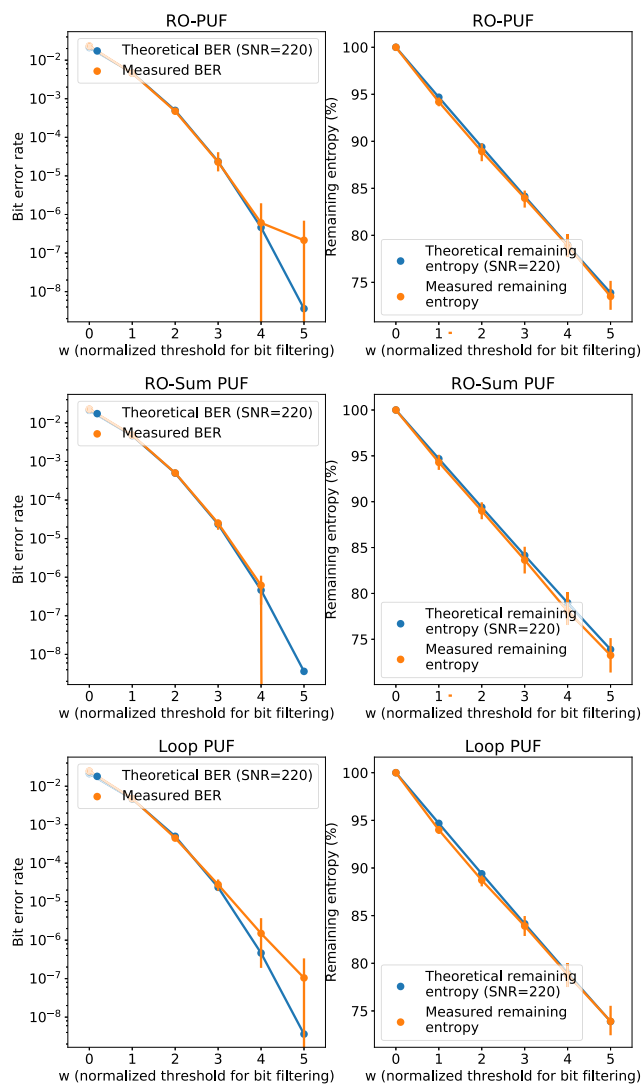 RO-PUF
Theoretical BER (SNR=220)
Measured BER
Bit error rate
10⁻²
10⁻³
10⁻⁴
10⁻⁵
10⁻⁶
10⁻⁷
10⁻⁸
0 1 2 3 4 5
w (normalized threshold for bit filtering)
RO-PUF
Remaining entropy (%)
100
95
90
85
80
75
Theoretical remaining
entropy (SNR=220)
Measured remaining
entropy
0 1 2 3 4 5
w (normalized threshold for bit filtering)
RO-Sum PUF
Theoretical BER (SNR=220)
Measured BER
Bit error rate
10⁻²
10⁻³
10⁻⁴
10⁻⁵
10⁻⁶
10⁻⁷
10⁻⁸
0 1 2 3 4 5
w (normalized threshold for bit filtering)
RO-Sum PUF
Remaining entropy (%)
100
95
90
85
80
75
Theoretical remaining
entropy (SNR=220)
Measured remaining
entropy
0 1 2 3 4 5
w (normalized threshold for bit filtering)
Loop PUF
Theoretical BER (SNR=220)
Measured BER
Bit error rate
10⁻²
10⁻³
10⁻⁴
10⁻⁵
10⁻⁶
10⁻⁷
10⁻⁸
0 1 2 3 4 5
w (normalized threshold for bit filtering)
Loop PUF
Remaining entropy (%)
100
95
90
85
80
75
Theoretical remaining
entropy (SNR=220)
Measured remaining
entropy
0 1 2 3 4 5
w (normalized threshold for bit filtering)